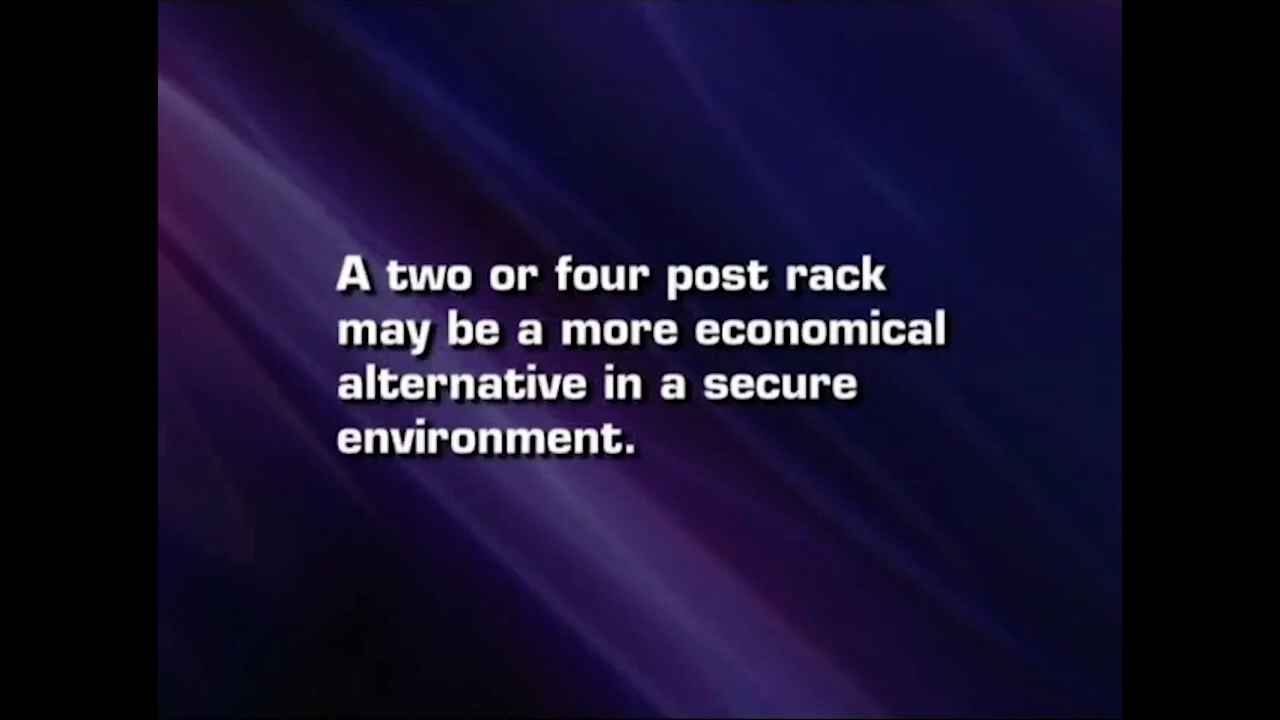 A two or four post rack
may be a more economical
alternative in a secure
environment.